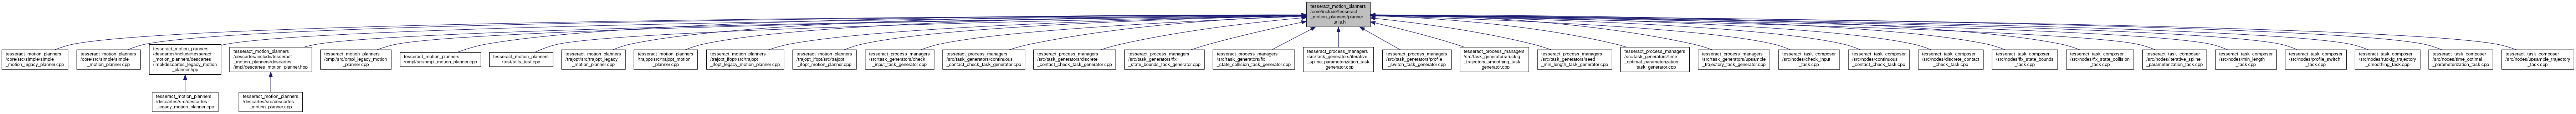 tesseract_motion_planners
/core/include/tesseract
_motion_planners/planner
_utils.h
tesseract_motion_planners
/core/src/simple/simple
_motion_legacy_planner.cpp
tesseract_motion_planners
/core/src/simple/simple
_motion_planner.cpp
tesseract_motion_planners
/descartes/include/tesseract
_motion_planners/descartes
/impl/descartes_legacy_motion
_planner.hpp
tesseract_motion_planners
/descartes/include/tesseract
_motion_planners/descartes
/impl/descartes_motion_planner.hpp
tesseract_motion_planners
/ompl/src/ompl_legacy_motion
_planner.cpp
tesseract_motion_planners
/ompl/src/ompl_motion_planner.cpp
tesseract_motion_planners
/test/utils_test.cpp
tesseract_motion_planners
/trajopt/src/trajopt_legacy
_motion_planner.cpp
tesseract_motion_planners
/trajopt/src/trajopt_motion
_planner.cpp
tesseract_motion_planners
/trajopt_ifopt/src/trajopt
_ifopt_legacy_motion_planner.cpp
tesseract_motion_planners
/trajopt_ifopt/src/trajopt
_ifopt_motion_planner.cpp
tesseract_process_managers
/src/task_generators/check
_input_task_generator.cpp
tesseract_process_managers
/src/task_generators/continuous
_contact_check_task_generator.cpp
tesseract_process_managers
/src/task_generators/discrete
_contact_check_task_generator.cpp
tesseract_process_managers
/src/task_generators/fix
_state_bounds_task_generator.cpp
tesseract_process_managers
/src/task_generators/fix
_state_collision_task_generator.cpp
tesseract_process_managers
/src/task_generators/iterative
_spline_parameterization_task
_generator.cpp
tesseract_process_managers
/src/task_generators/profile
_switch_task_generator.cpp
tesseract_process_managers
/src/task_generators/ruckig
_trajectory_smoothing_task
_generator.cpp
tesseract_process_managers
/src/task_generators/seed
_min_length_task_generator.cpp
tesseract_process_managers
/src/task_generators/time
_optimal_parameterization
_task_generator.cpp
tesseract_process_managers
/src/task_generators/upsample
_trajectory_task_generator.cpp
tesseract_task_composer
/src/nodes/check_input
_task.cpp
tesseract_task_composer
/src/nodes/continuous
_contact_check_task.cpp
tesseract_task_composer
/src/nodes/discrete_contact
_check_task.cpp
tesseract_task_composer
/src/nodes/fix_state_bounds
_task.cpp
tesseract_task_composer
/src/nodes/fix_state_collision
_task.cpp
tesseract_task_composer
/src/nodes/iterative_spline
_parameterization_task.cpp
tesseract_task_composer
/src/nodes/min_length
_task.cpp
tesseract_task_composer
/src/nodes/profile_switch
_task.cpp
tesseract_task_composer
/src/nodes/ruckig_trajectory
_smoothing_task.cpp
tesseract_task_composer
/src/nodes/time_optimal
_parameterization_task.cpp
tesseract_task_composer
/src/nodes/upsample_trajectory
_task.cpp
tesseract_motion_planners
/descartes/src/descartes
_legacy_motion_planner.cpp
tesseract_motion_planners
/descartes/src/descartes
_motion_planner.cpp